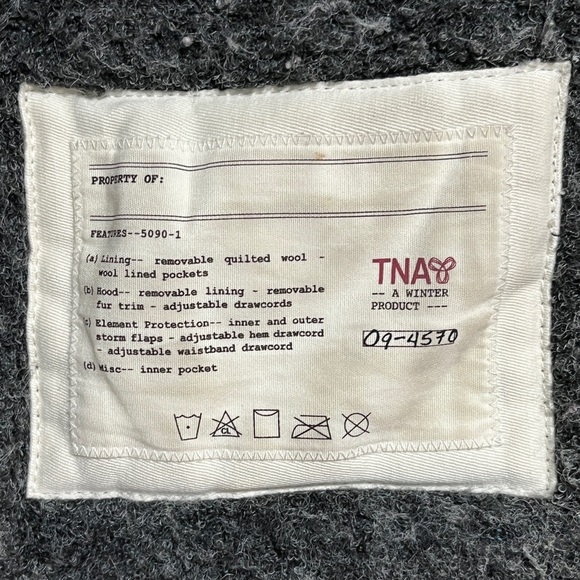 PROPERTY OF:
FEATURES--5090-1
(a) Lining-- removable quilted wool -
wool lined pockets
(b) Hood-- removable lining - removable
fur trim - adjustable drawcords
(c) Element Protection-- inner and outer
storm flaps - adjustable hem drawcord
- adjustable waistband drawcord
(d) Misc-- inner pocket
TNA
-- A WINTER
PRODUCT ---
09-4570